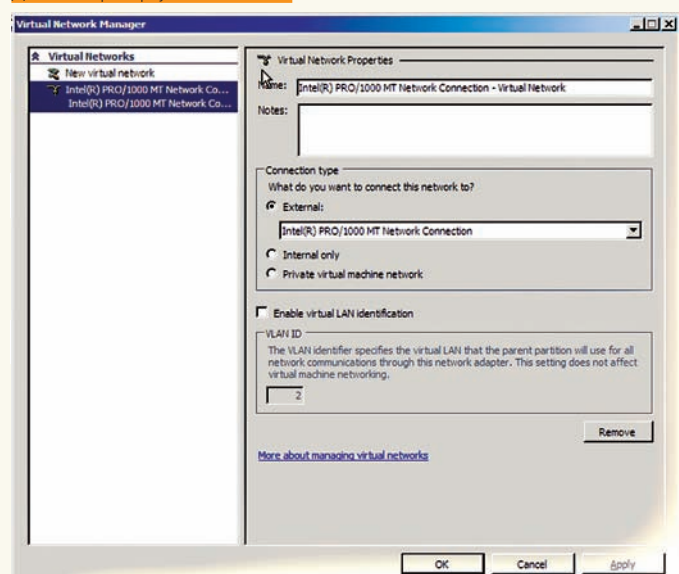 Virtual Network Manager
Virtual Networks
New virtual network
Intel(R) PRO/1000 MT Network Co...
Intel(R) PRO/1000 MT Network Co...
Virtual Network Properties
Name:
Intel(R) PRO/1000 MT Network Connection - Virtual Network
Notes:
Connection type
What do you want to connect this network to?
External:
Intel(R) PRO/1000 MT Network Connection
Internal only
Private virtual machine network
Enable virtual LAN identification
VLAN ID
The VLAN identifier specifies the virtual LAN that the parent partition will use for all
network communications through this network adapter. This setting does not affect
virtual machine networking.
2
Remove
More about managing virtual networks
OK
Cancel
Apply